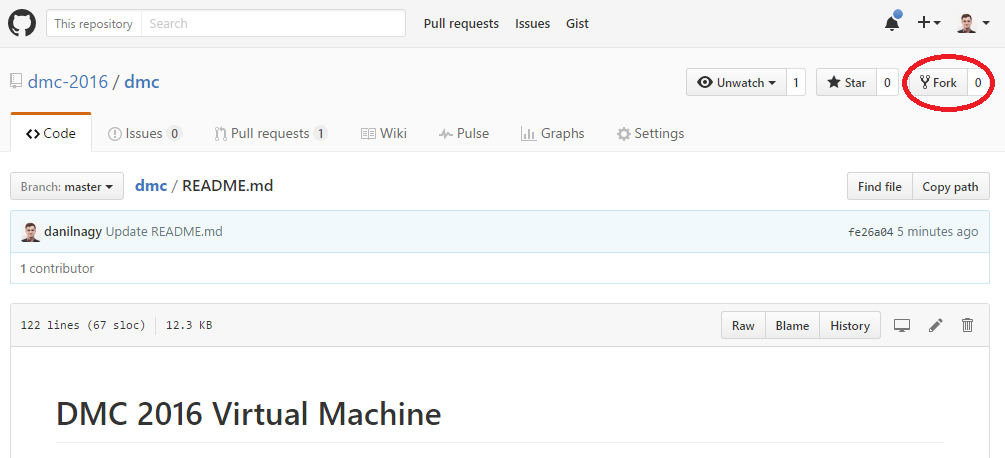 This repository Search Pull requests Issues Gist
dmc-2016 / dmc Unwatch 1 Star 0 Fork 0
Code Issues 0 Pull requests 1 Wiki Pulse Graphs Settings
Branch: master dmc / README.md Find file Copy path
danilnagy Update README.md fe26a04 5 minutes ago
1 contributor
122 lines (67 sloc) 12.3 KB Raw Blame History
DMC 2016 Virtual Machine